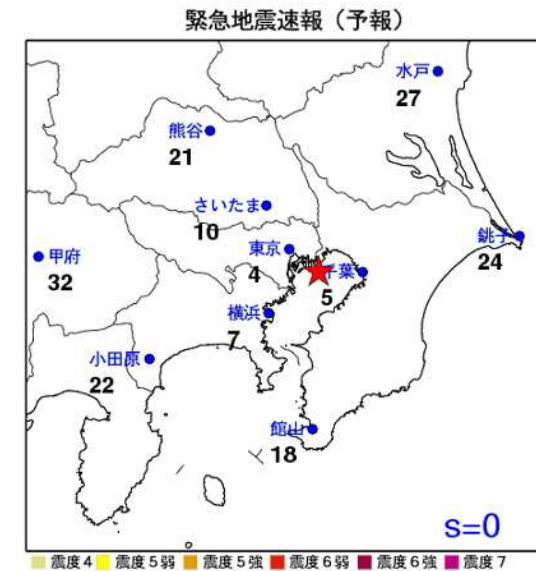 緊急地震速報（予報）
水戸
27
熊谷
21
さいたま
10
東京
4
千葉
5
銚子
24
甲府
32
横浜
7
小田原
22
館山
18
s=0
震度4 震度5弱 震度5強 震度6弱 震度6強 震度7